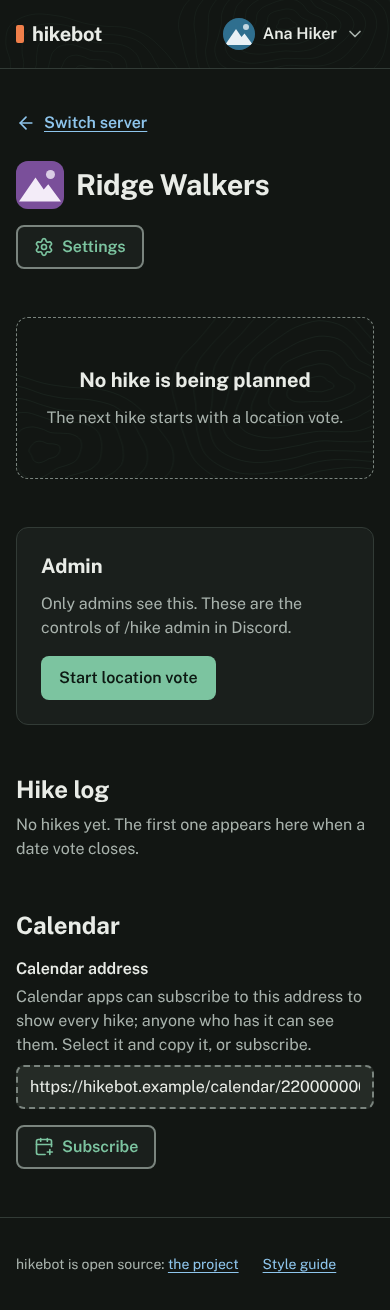 hikebot
Ana Hiker
Switch server
Ridge Walkers
Settings
No hike is being planned
The next hike starts with a location vote.
Admin
Only admins see this. These are the
controls of /hike admin in Discord.
Start location vote
Hike log
No hikes yet. The first one appears here when a
date vote closes.
Calendar
Calendar address
Calendar apps can subscribe to this address to
show every hike; anyone who has it can see
them. Select it and copy it, or subscribe.
https://hikebot.example/calendar/22000000
Subscribe
hikebot is open source: the project
Style guide